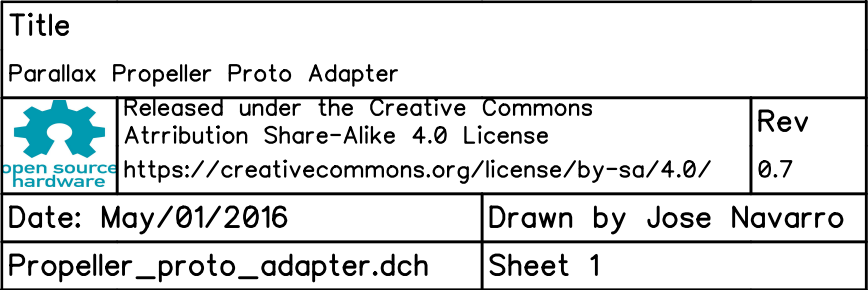 Title
Parallax Propeller Proto Adapter
open source
hardware
Released under the Creative Commons
Atrribution Share-Alike 4.0 License
https://creativecommons.org/license/by-sa/4.0/
Rev
0.7
Date: May/01/2016
Drawn by Jose Navarro
Propeller_proto_adapter.dch
Sheet 1